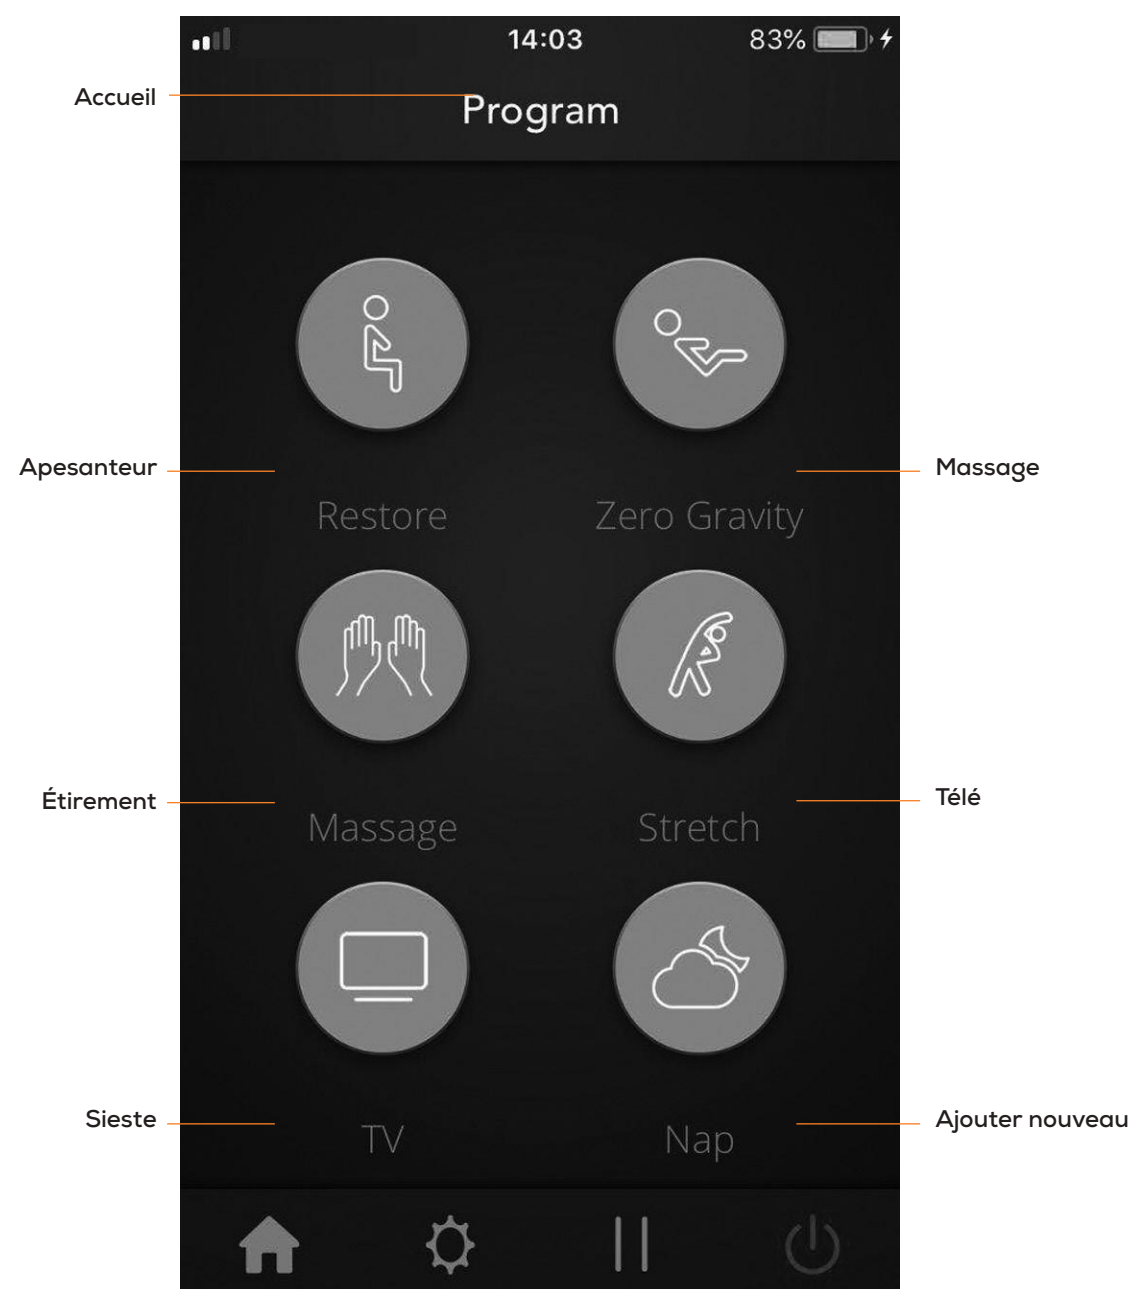 14:03
83%
Accueil
Program
Apesanteur
Massage
Restore
Zero Gravity
Étirement
Télé
Massage
Stretch
Sieste
Ajouter nouveau
TV
Nap